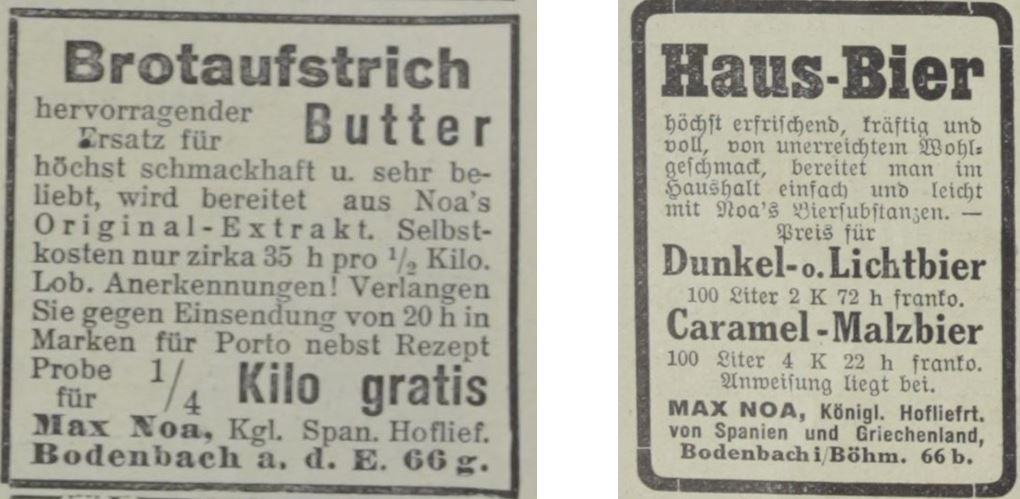 Brotaufstrich
hervorragender
Ersatz für Butter
höchst schmackhaft u. sehr be-
liebt, wird bereitet aus Noa's
Original-Extrakt. Selbst-
kosten nur zirka 35 h pro ½ Kilo.
Lob. Anerkennungen! Verlangen
Sie gegen Einsendung von 20 h in
Marken für Porto nebst Rezept
Probe für 1/4 Kilo gratis
Max Noa, Kgl. Span. Hoflief.
Bodenbach a. d. E. 66 g.
Haus-Bier
höchst erfrischend, kräftig und
voll, von unerreichtem Wohl-
geschmack, bereitet man im
Haushalt einfach und leicht
mit Noa's Biersubstanzen. —
Preis für
Dunkel- o. Lichtbier
100 Liter 2 K 72 h franko.
Caramel-Malzbier
100 Liter 4 K 22 h franko.
Anweisung liegt bei.
MAX NOA, Königl. Hofliefrt.
von Spanien und Griechenland,
Bodenbach i/Böhm. 66 b.